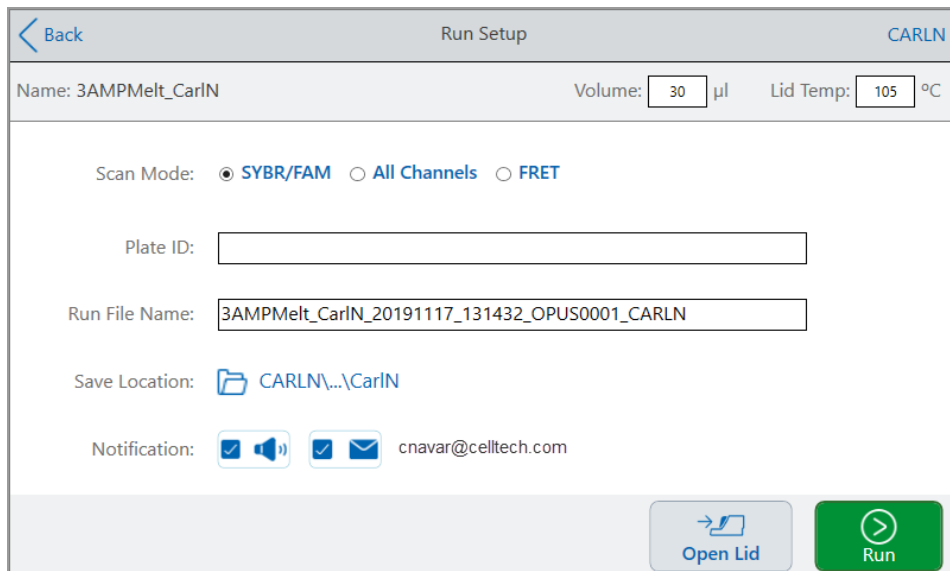 Back Run Setup CARLN
Name: 3AMPMelt_CarlN Volume: 30 µl Lid Temp: 105 ºC
Scan Mode: SYBR/FAM All Channels FRET
Plate ID:
Run File Name: 3AMPMelt_CarlN_20191117_131432_OPUS0001_CARLN
Save Location: CARLN\...\CarlN
Notification: cnavar@celltech.com
Open Lid Run